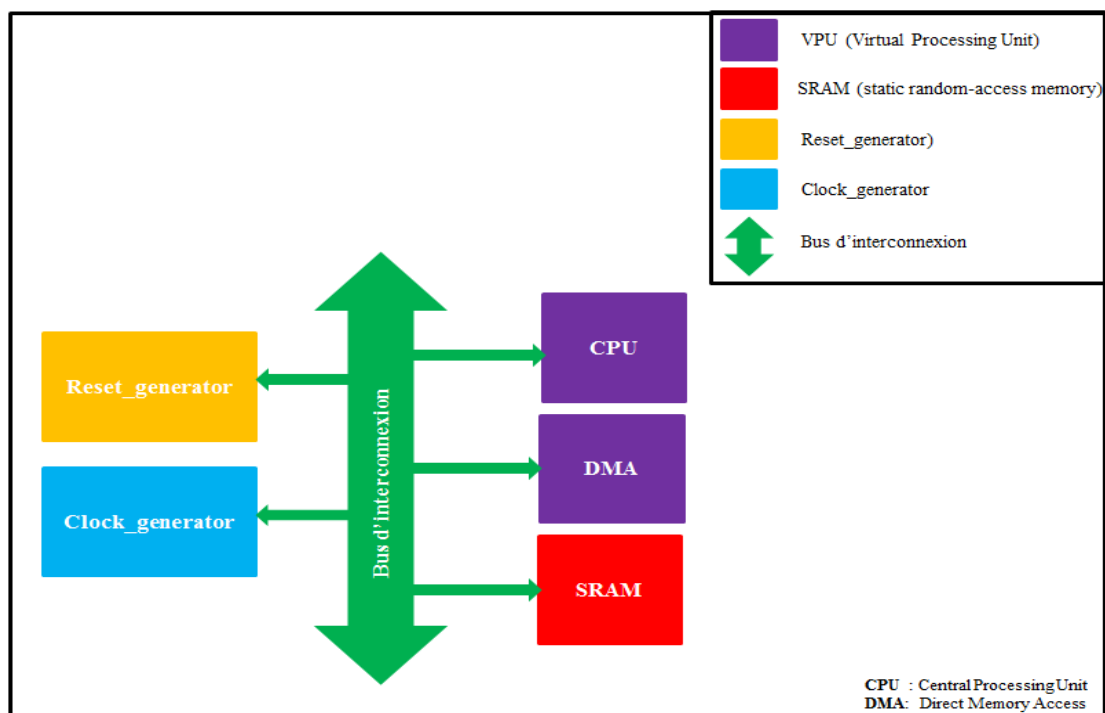 VPU (Virtual Processing Unit)
SRAM (static random-access memory)
Reset_generator)
Clock_generator
Bus d’interconnexion
CPU
Reset_generator
DMA
Clock_generator
Bus d’interconnexion
SRAM
CPU : Central Processing Unit
DMA: Direct Memory Access